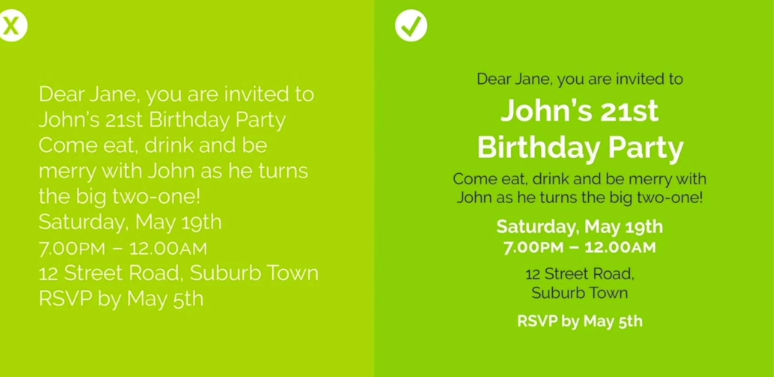 X
Dear Jane, you are invited to
John's 21st Birthday Party
Come eat, drink and be
merry with John as he turns
the big two-one!
Saturday, May 19th
7.00PM – 12.00AM
12 Street Road, Suburb Town
RSVP by May 5th
Dear Jane, you are invited to
John's 21st
Birthday Party
Come eat, drink and be merry with
John as he turns the big two-one!
Saturday, May 19th
7.00PM – 12.00AM
12 Street Road,
Suburb Town
RSVP by May 5th